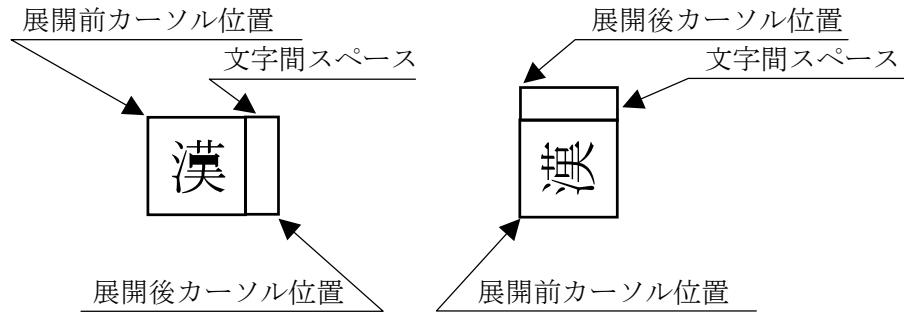 展開前カーソル位置
文字間スペース
漢
展開後カーソル位置
展開後カーソル位置
文字間スペース
漢
展開前カーソル位置